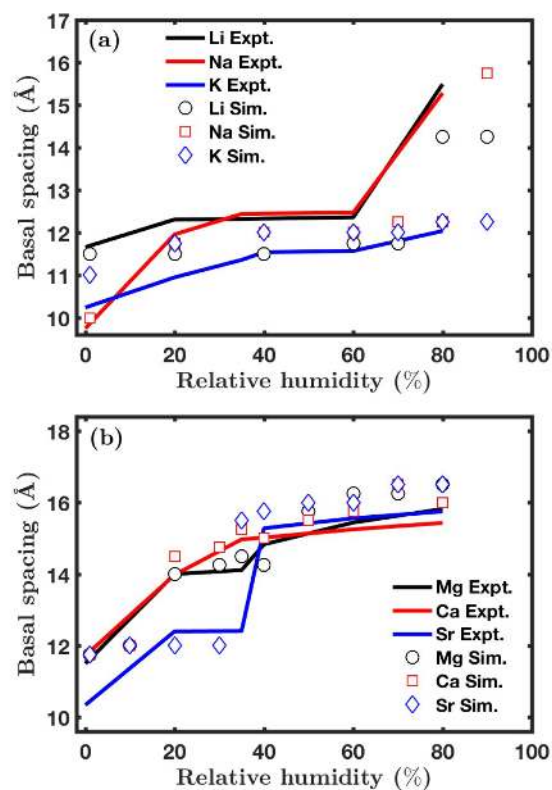 17
(a)
Li Expt.
16
Na Expt.
K Expt.
15
Li Sim.
Na Sim.
14
K Sim.
13
12
11
10
Basal spacing (Å)
0 20 40 60 80 100
Relative humidity (%)
18
(b)
16
14
Mg Expt.
Ca Expt.
12
Sr Expt.
Mg Sim.
Ca Sim.
10
Sr Sim.
Basal spacing (Å)
0 20 40 60 80 100
Relative humidity (%)